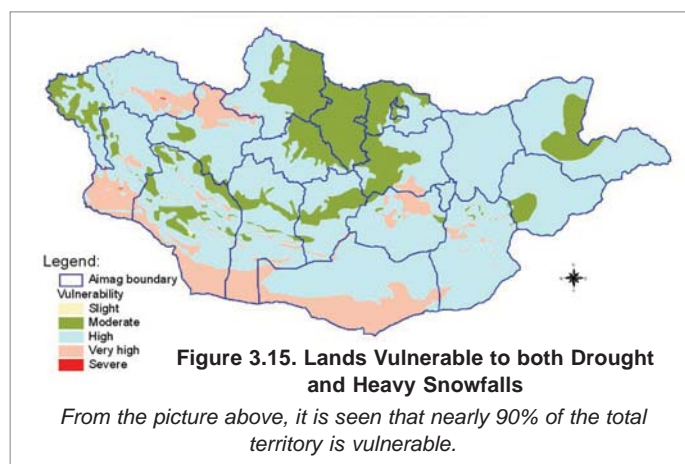 Legend:
Aimag boundary
Vulnerability
Slight
Moderate
High
Very high
Severe
Figure 3.15. Lands Vulnerable to both Drought
and Heavy Snowfalls
From the picture above, it is seen that nearly 90% of the total
territory is vulnerable.